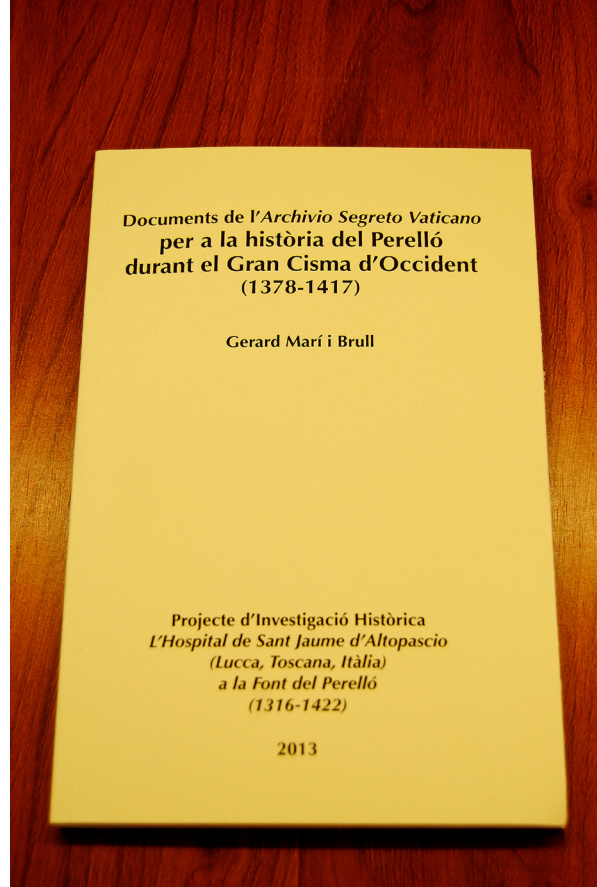 Documents de l'Archivio Segreto Vaticano
per a la història del Perelló
durant el Gran Cisma d'Occident
(1378-1417)
Gerard Marí i Brull
Projecte d'Investigació Històrica
L'Hospital de Sant Jaume d'Altopascio
(Lucca, Toscana, Itàlia)
a la Font del Perelló
(1316-1422)
2013